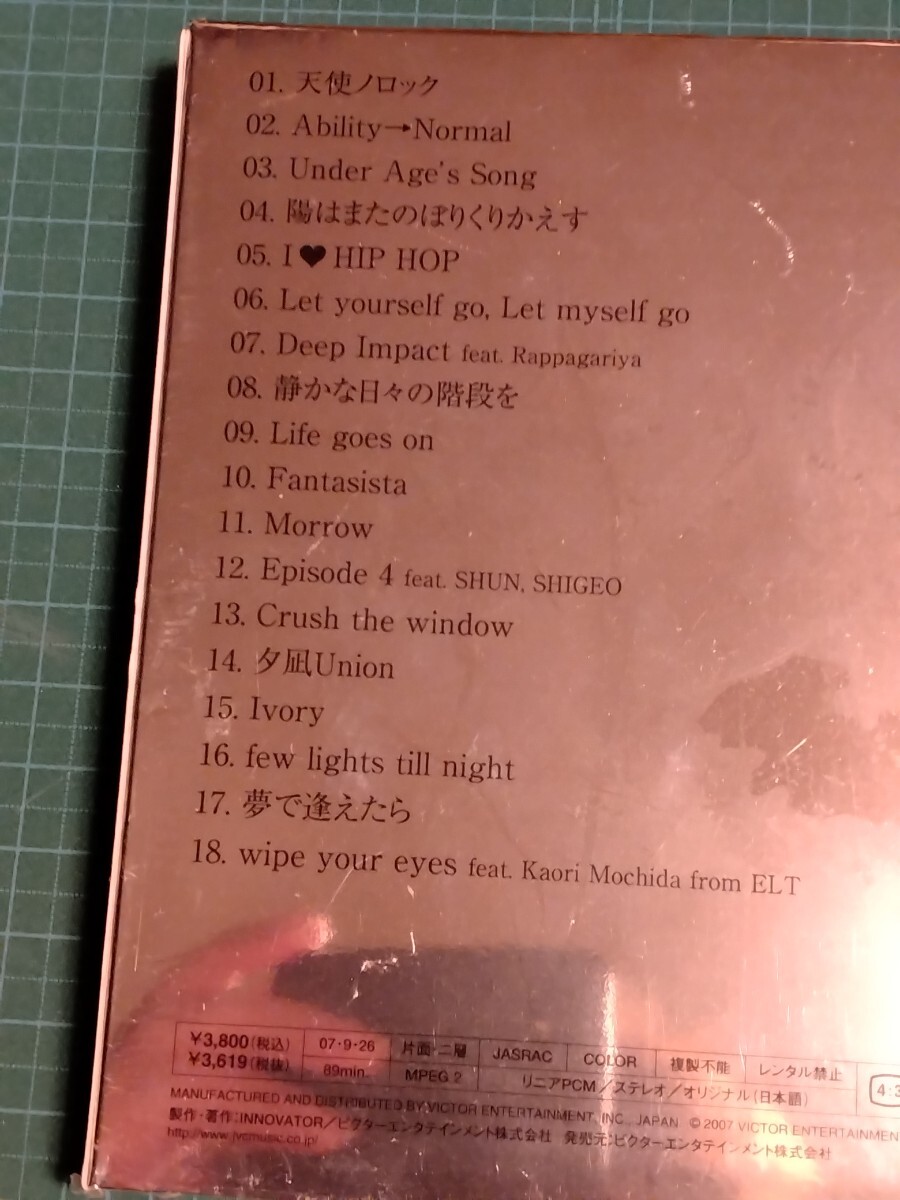 01. 天使ノロック
02. Ability→Normal
03. Under Age's Song
04. 陽はまたのぼりくりかえす
05. I♥HIP HOP
06. Let yourself go, Let myself go
07. Deep Impact feat. Rappagariya
08. 静かな日々の階段を
09. Life goes on
10. Fantasista
11. Morrow
12. Episode 4 feat. SHUN, SHIGEO
13. Crush the window
14. 夕凪Union
15. Ivory
16. few lights till night
17. 夢で逢えたら
18. wipe your eyes feat. Kaori Mochida from ELT
¥3,800(税込) 07・9・26 片面・二層 JASRAC COLOR 複製不能 レンタル禁止
¥3,619(税抜) 89min. MPEG 2 リニアPCM/ステレオ/オリジナル(日本語) 4:3
MANUFACTURED AND DISTRIBUTED BY VICTOR ENTERTAINMENT, INC., JAPAN © 2007 VICTOR ENTERTAINMENT
製作・著作:INNOVATOR/ビクターエンタテインメント株式会社 発売元:ビクターエンタテインメント株式会社
http://www.jvcmusic.co.jp/